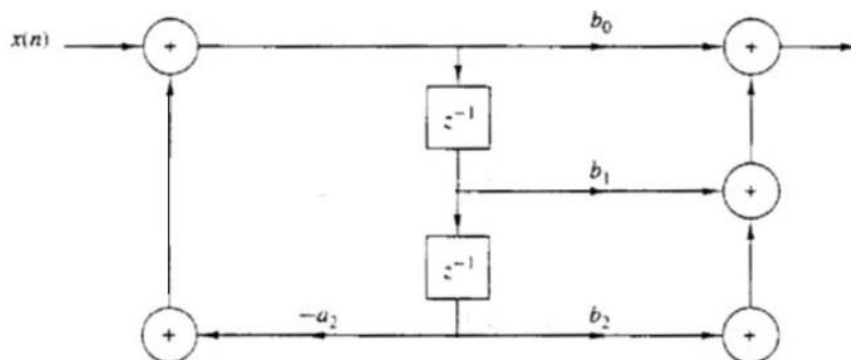 x(n)
+
b₀
+
z⁻¹
b₁
+
z⁻¹
+
−a₂
b₂
+